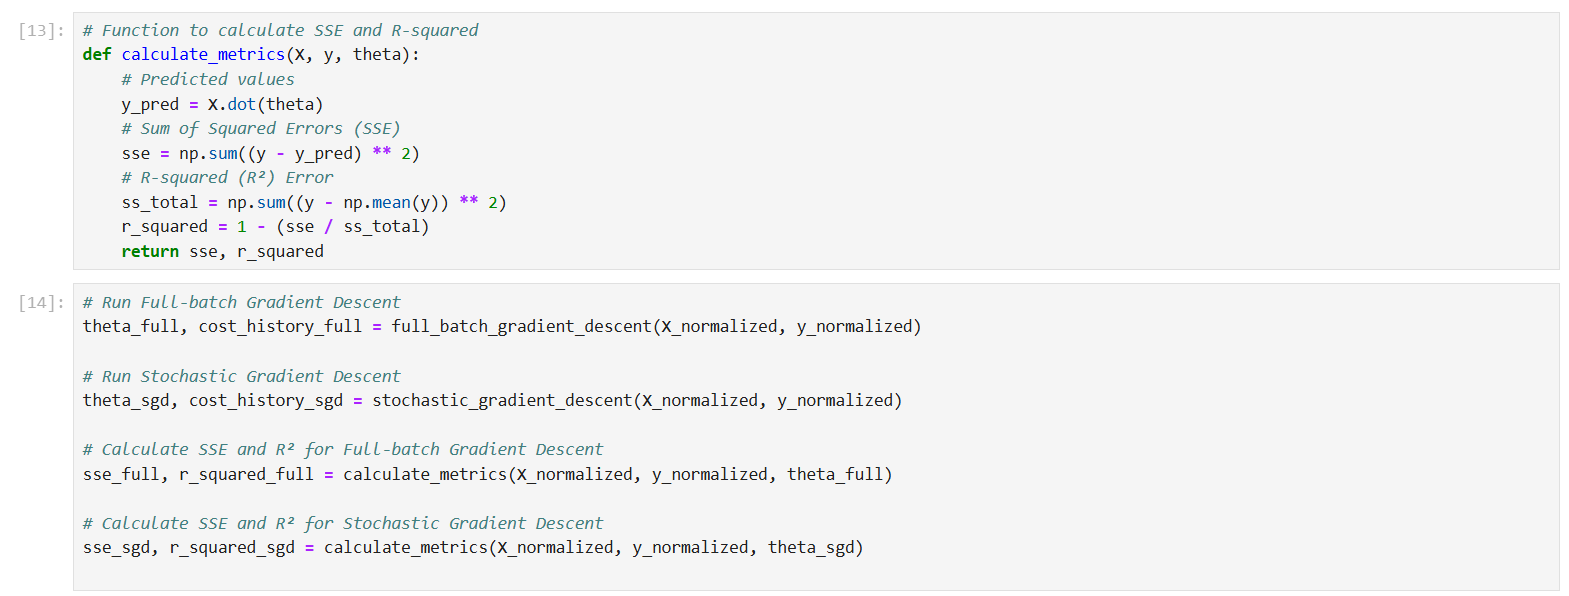 [13]: # Function to calculate SSE and R-squared
def calculate_metrics(X, y, theta):
    # Predicted values
    y_pred = X.dot(theta)
    # Sum of Squared Errors (SSE)
    sse = np.sum((y - y_pred) ** 2)
    # R-squared (R²) Error
    ss_total = np.sum((y - np.mean(y)) ** 2)
    r_squared = 1 - (sse / ss_total)
    return sse, r_squared
[14]: # Run Full-batch Gradient Descent
theta_full, cost_history_full = full_batch_gradient_descent(X_normalized, y_normalized)
# Run Stochastic Gradient Descent
theta_sgd, cost_history_sgd = stochastic_gradient_descent(X_normalized, y_normalized)
# Calculate SSE and R² for Full-batch Gradient Descent
sse_full, r_squared_full = calculate_metrics(X_normalized, y_normalized, theta_full)
# Calculate SSE and R² for Stochastic Gradient Descent
sse_sgd, r_squared_sgd = calculate_metrics(X_normalized, y_normalized, theta_sgd)